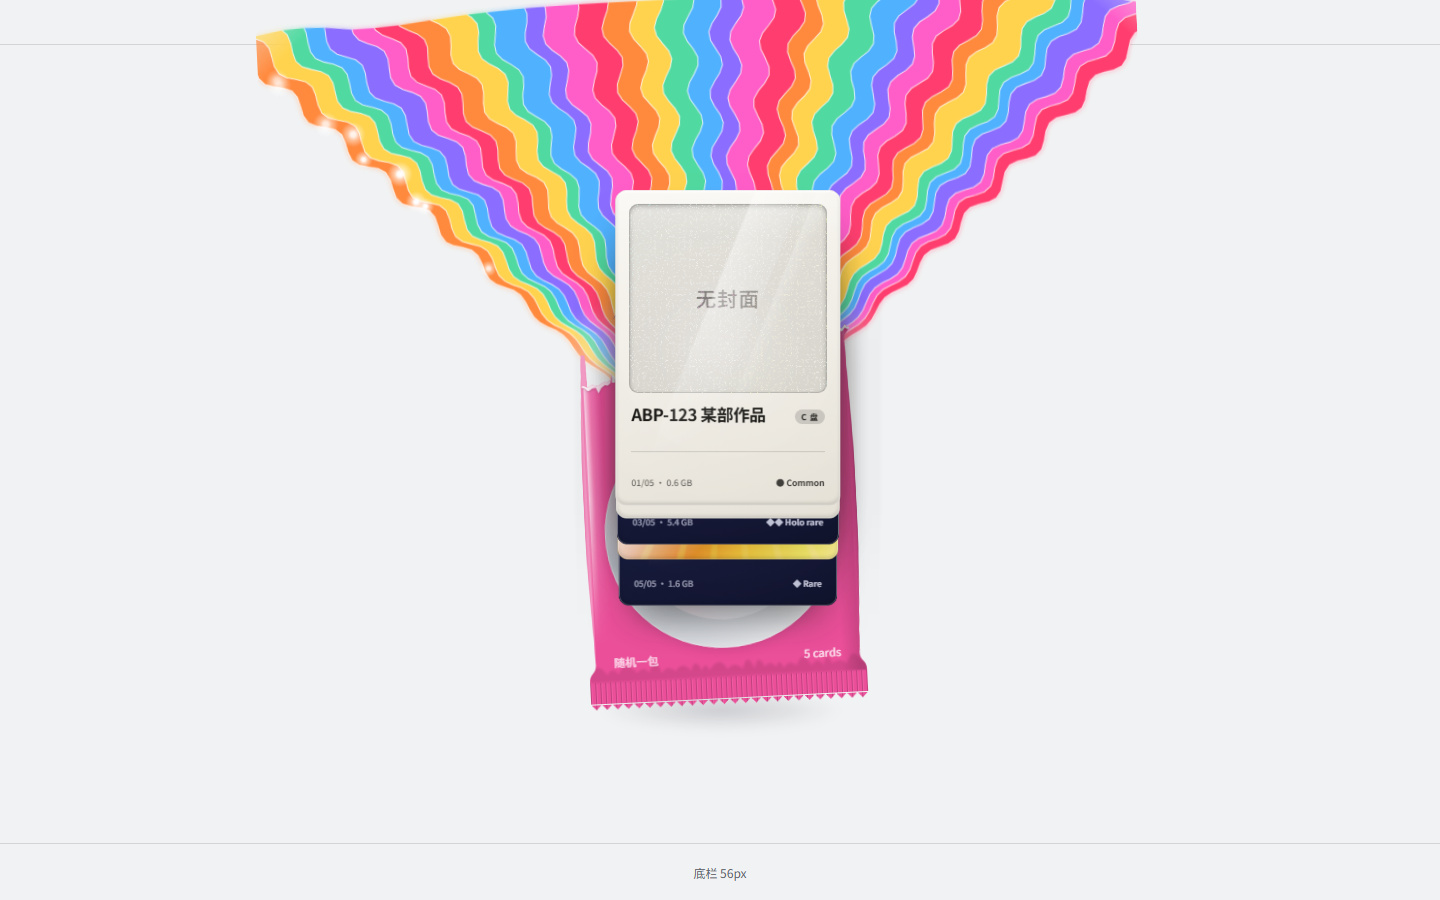 无封面
ABP-123 某部作品
C 盘
01/05 • 0.6 GB
Common
03/05 • 5.4 GB
Holo rare
05/05 • 1.6 GB
Rare
随机一包
5 cards
底栏 56px